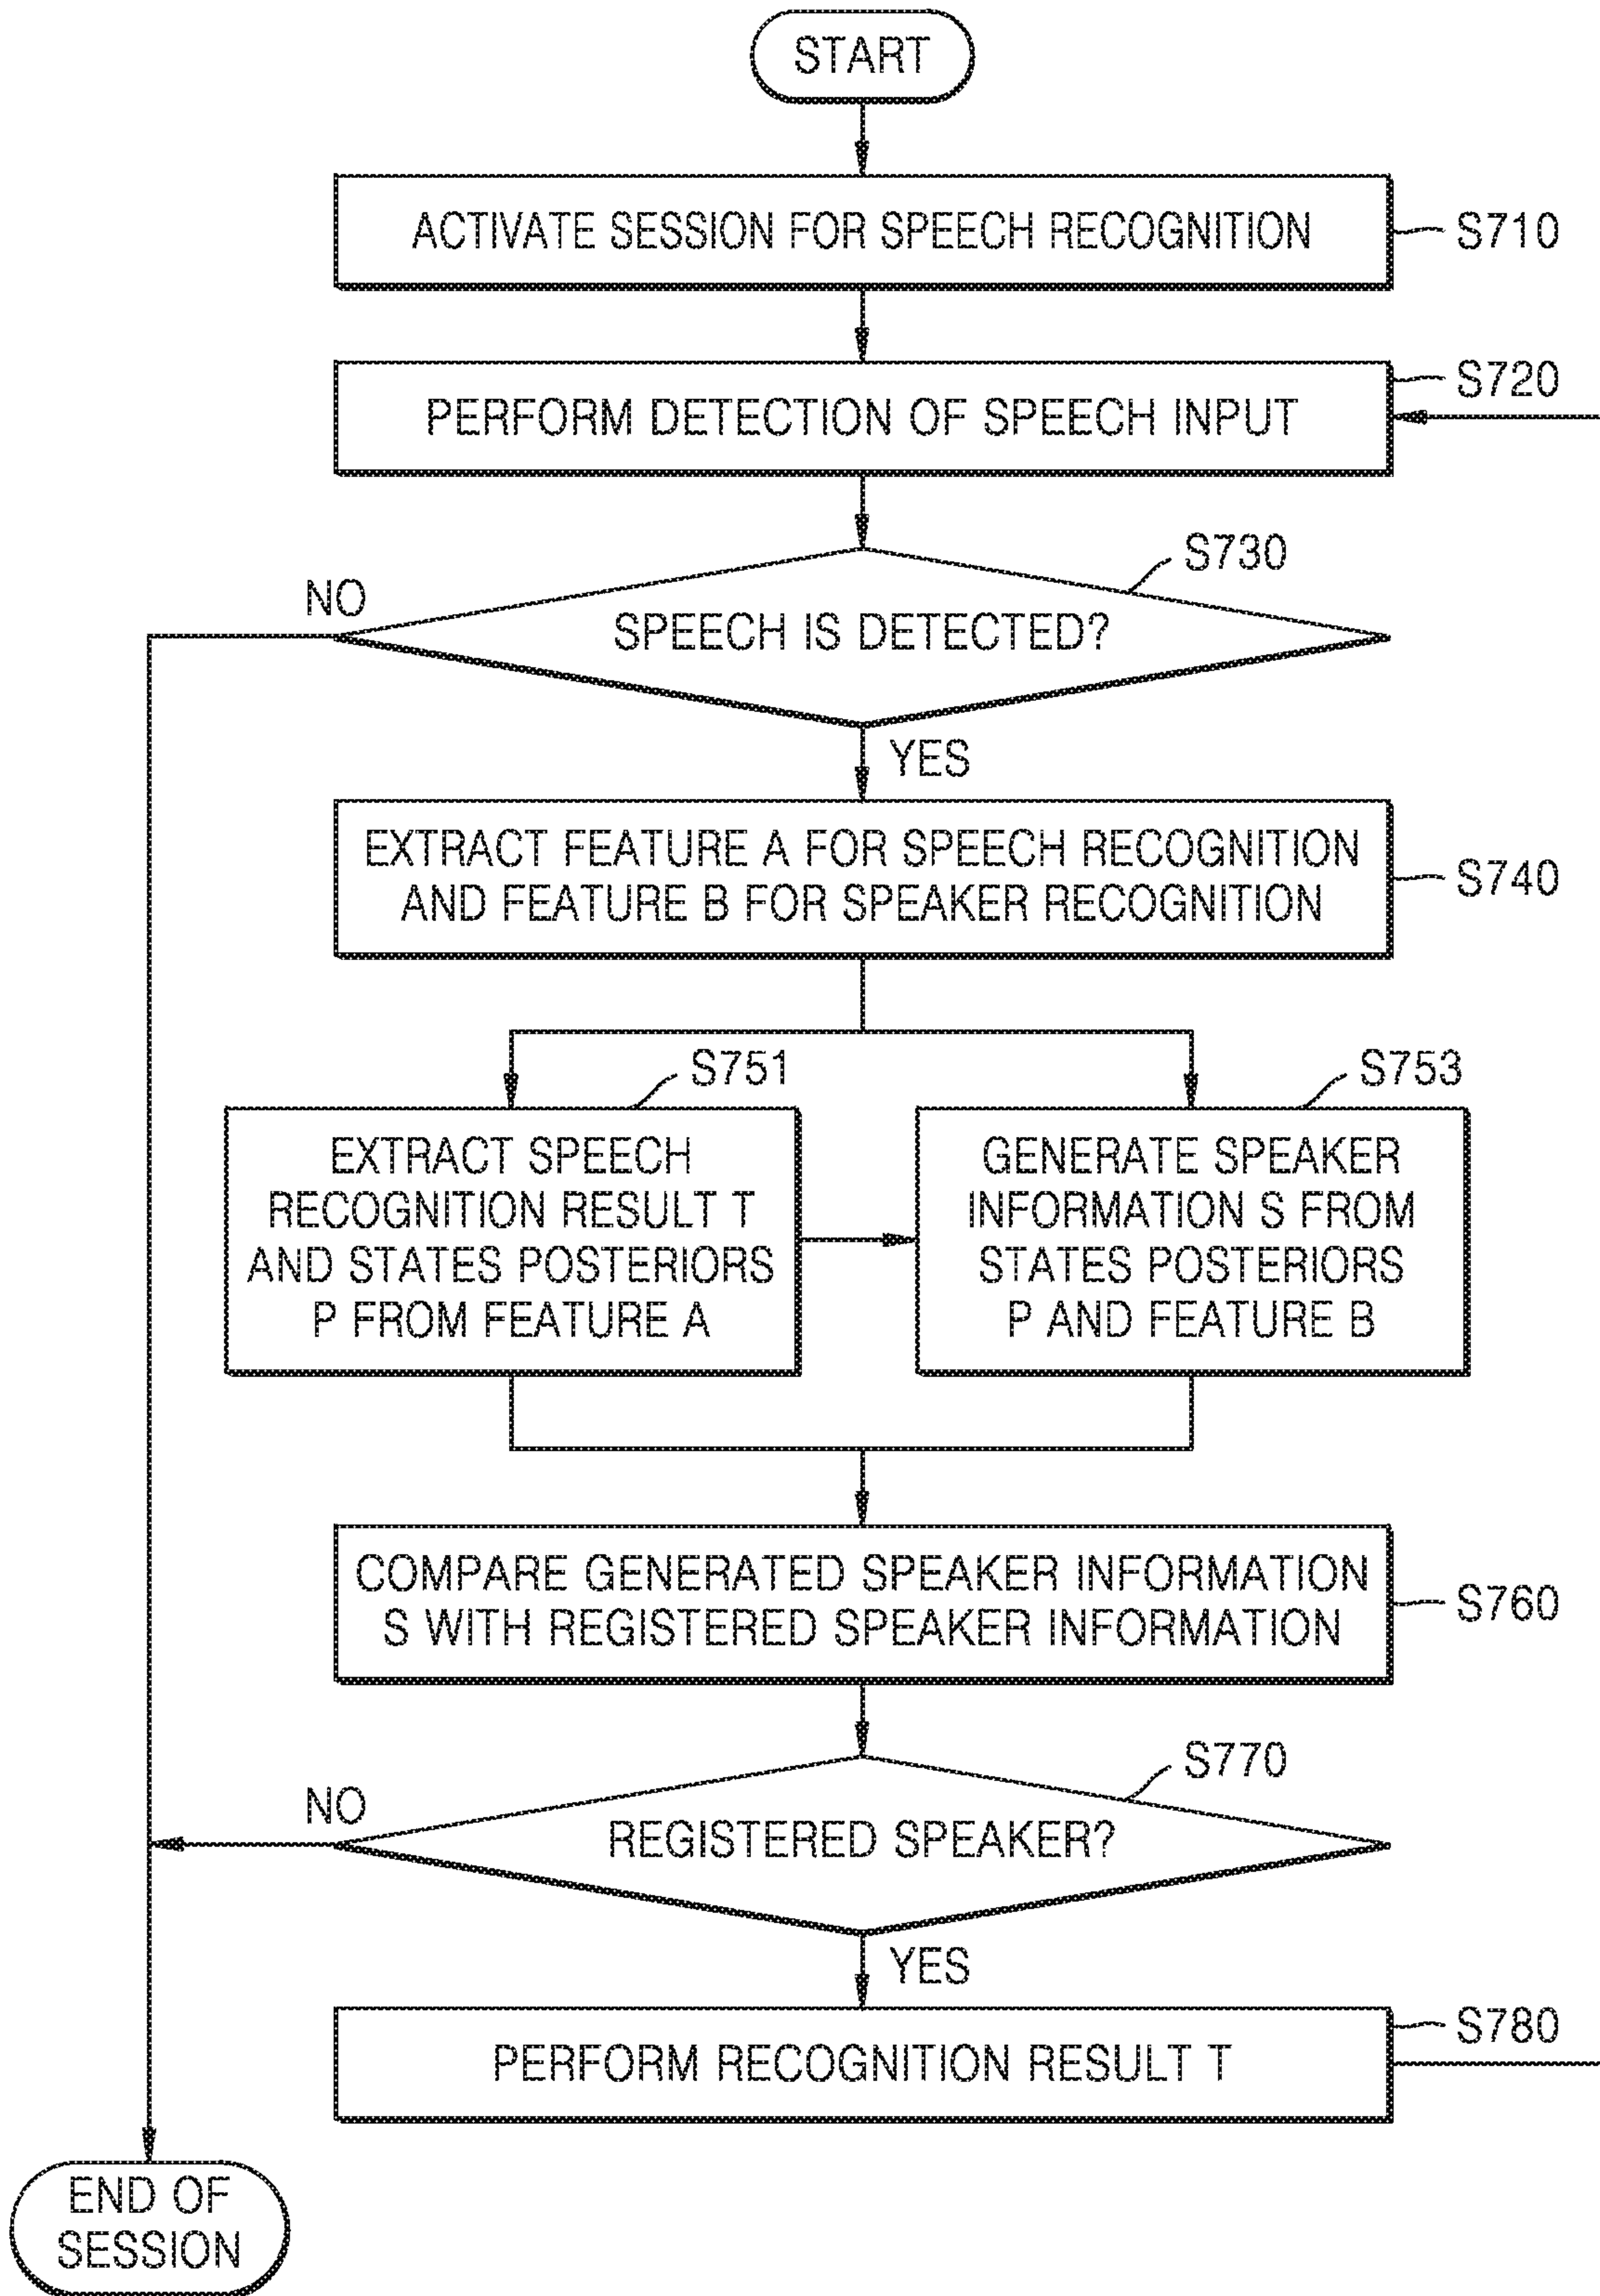 START
ACTIVATE SESSION FOR SPEECH RECOGNITION
S710
PERFORM DETECTION OF SPEECH INPUT
S720
S730
NO
SPEECH IS DETECTED?
YES
EXTRACT FEATURE A FOR SPEECH RECOGNITION
AND FEATURE B FOR SPEAKER RECOGNITION
S740
S751
EXTRACT SPEECH
RECOGNITION RESULT T
AND STATES POSTERIORS
P FROM FEATURE A
S753
GENERATE SPEAKER
INFORMATION S FROM
STATES POSTERIORS
P AND FEATURE B
COMPARE GENERATED SPEAKER INFORMATION
S WITH REGISTERED SPEAKER INFORMATION
S760
S770
NO
REGISTERED SPEAKER?
YES
PERFORM RECOGNITION RESULT T
S780
END OF
SESSION